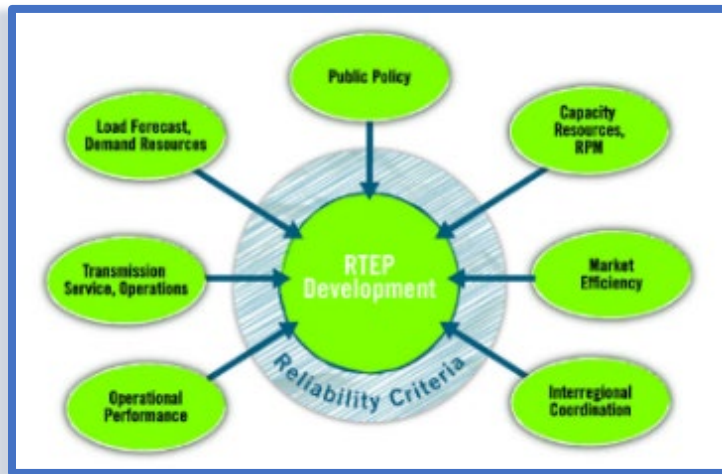 Public Policy
Load Forecast,
Demand Resources
Capacity
Resources,
RPM
Transmission
Service, Operations
RTEP
Development
Market
Efficiency
Operational
Performance
Reliability Criteria
Interregional
Coordination